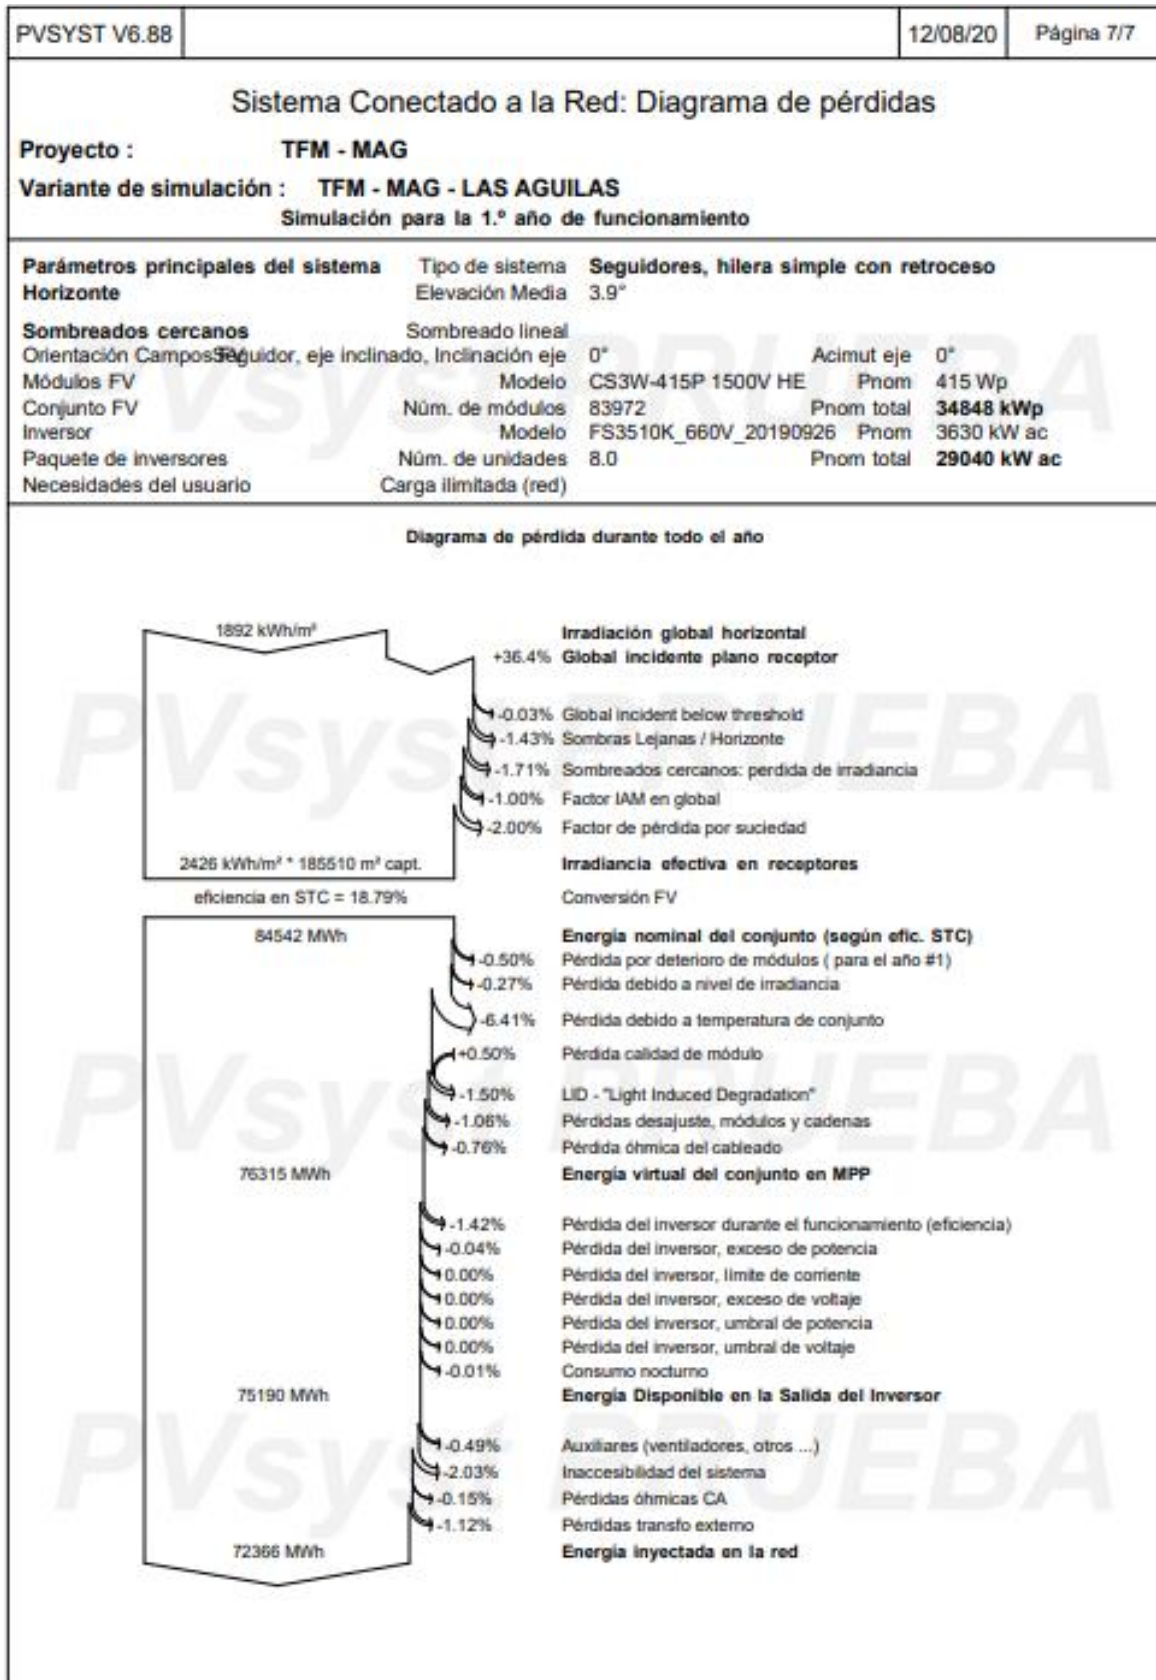 PVSYST V6.88 12/08/20 Página 7/7
Sistema Conectado a la Red: Diagrama de pérdidas
Proyecto : TFM - MAG
Variante de simulación : TFM - MAG - LAS AGUILAS
Simulación para la 1.º año de funcionamiento
Parámetros principales del sistema Tipo de sistema Seguidores, hilera simple con retroceso
Horizonte Elevación Media 3.9°
Sombreados cercanos Sombreado lineal
Orientación Campos Seguidor, eje inclinado, Inclinación eje 0° Acimut eje 0°
Módulos FV Modelo CS3W-415P 1500V HE Pnom 415 Wp
Conjunto FV Núm. de módulos 83972 Pnom total 34848 kWp
Inversor Modelo FS3510K_660V_20190926 Pnom 3630 kW ac
Paquete de inversores Núm. de unidades 8.0 Pnom total 29040 kW ac
Necesidades del usuario Carga ilimitada (red)
PVsyst PRUEBA
Diagrama de pérdida durante todo el año
1892 kWh/m² Irradiación global horizontal
+36.4% Global incidente plano receptor
-0.03% Global incident below threshold
-1.43% Sombras Lejanas / Horizonte
-1.71% Sombreados cercanos: perdida de irradiancia
-1.00% Factor IAM en global
-2.00% Factor de pérdida por suciedad
PVsyst PRUEBA
2426 kWh/m² * 185510 m² capt. Irradiancia efectiva en receptores
eficiencia en STC = 18.79% Conversión FV
84542 MWh Energía nominal del conjunto (según efic. STC)
-0.50% Pérdida por deterioro de módulos ( para el año #1)
-0.27% Pérdida debido a nivel de irradiancia
-6.41% Pérdida debido a temperatura de conjunto
+0.50% Pérdida calidad de módulo
-1.50% LID - "Light Induced Degradation"
-1.06% Pérdidas desajuste, módulos y cadenas
-0.76% Pérdida óhmica del cableado
PVsyst PRUEBA
76315 MWh Energía virtual del conjunto en MPP
-1.42% Pérdida del inversor durante el funcionamiento (eficiencia)
-0.04% Pérdida del inversor, exceso de potencia
0.00% Pérdida del inversor, límite de corriente
0.00% Pérdida del inversor, exceso de voltaje
0.00% Pérdida del inversor, umbral de potencia
0.00% Pérdida del inversor, umbral de voltaje
-0.01% Consumo nocturno
75190 MWh Energía Disponible en la Salida del Inversor
-0.49% Auxiliares (ventiladores, otros ...)
-2.03% Inaccesibilidad del sistema
-0.15% Pérdidas óhmicas CA
-1.12% Pérdidas transfo externo
PVsyst PRUEBA
72366 MWh Energía inyectada en la red